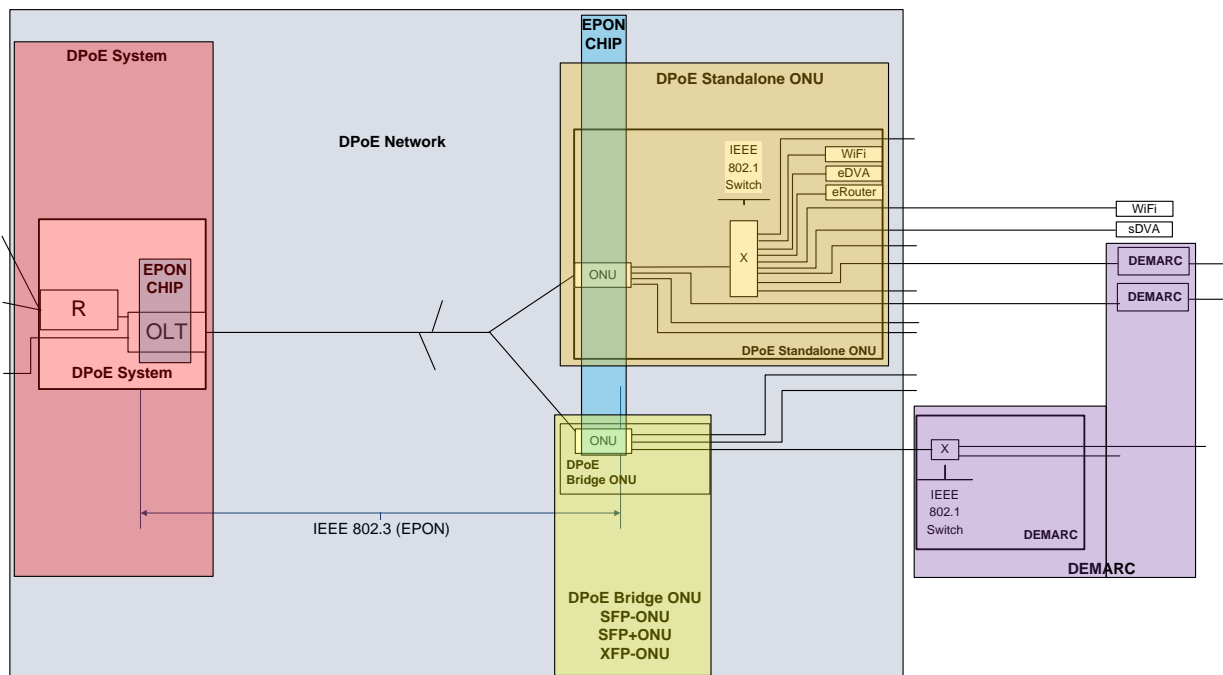 EPON
CHIP
DPoE System
DPoE Standalone ONU
DPoE Network
IEEE
802.1
Switch
WiFi
eDVA
eRouter
WiFi
sDVA
X
DEMARC
DEMARC
ONU
EPON
CHIP
R
OLT
DPoE System
DPoE Standalone ONU
ONU
DPoE
Bridge ONU
X
IEEE
802.1
Switch
DEMARC
IEEE 802.3 (EPON)
DEMARC
DPoE Bridge ONU
SFP-ONU
SFP+ONU
XFP-ONU